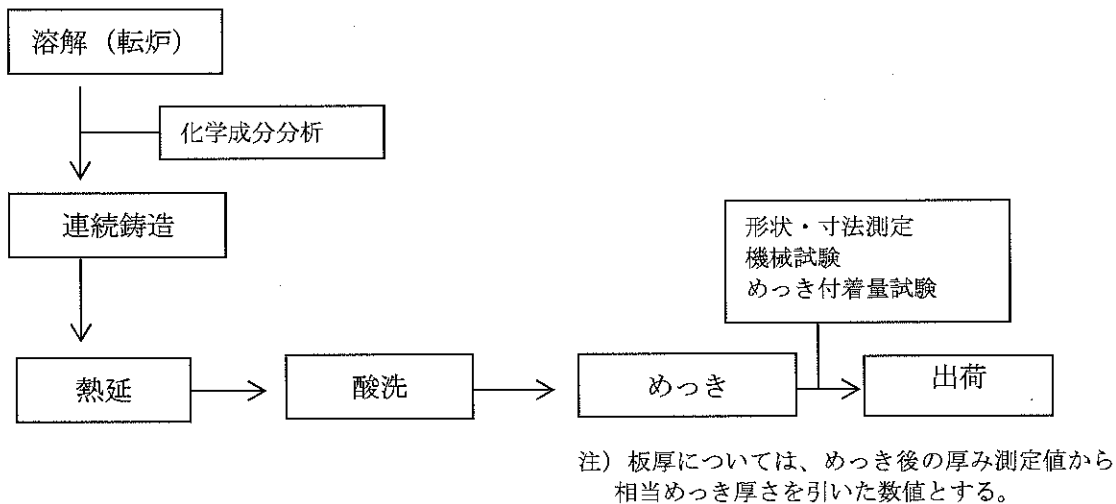 溶解（転炉）
化学成分分析
連続鋳造
形状・寸法測定
機械試験
めっき付着量試験
熱延
酸洗
めっき
出荷
注）板厚については、めっき後の厚み測定値から
相当めっき厚さを引いた数値とする。